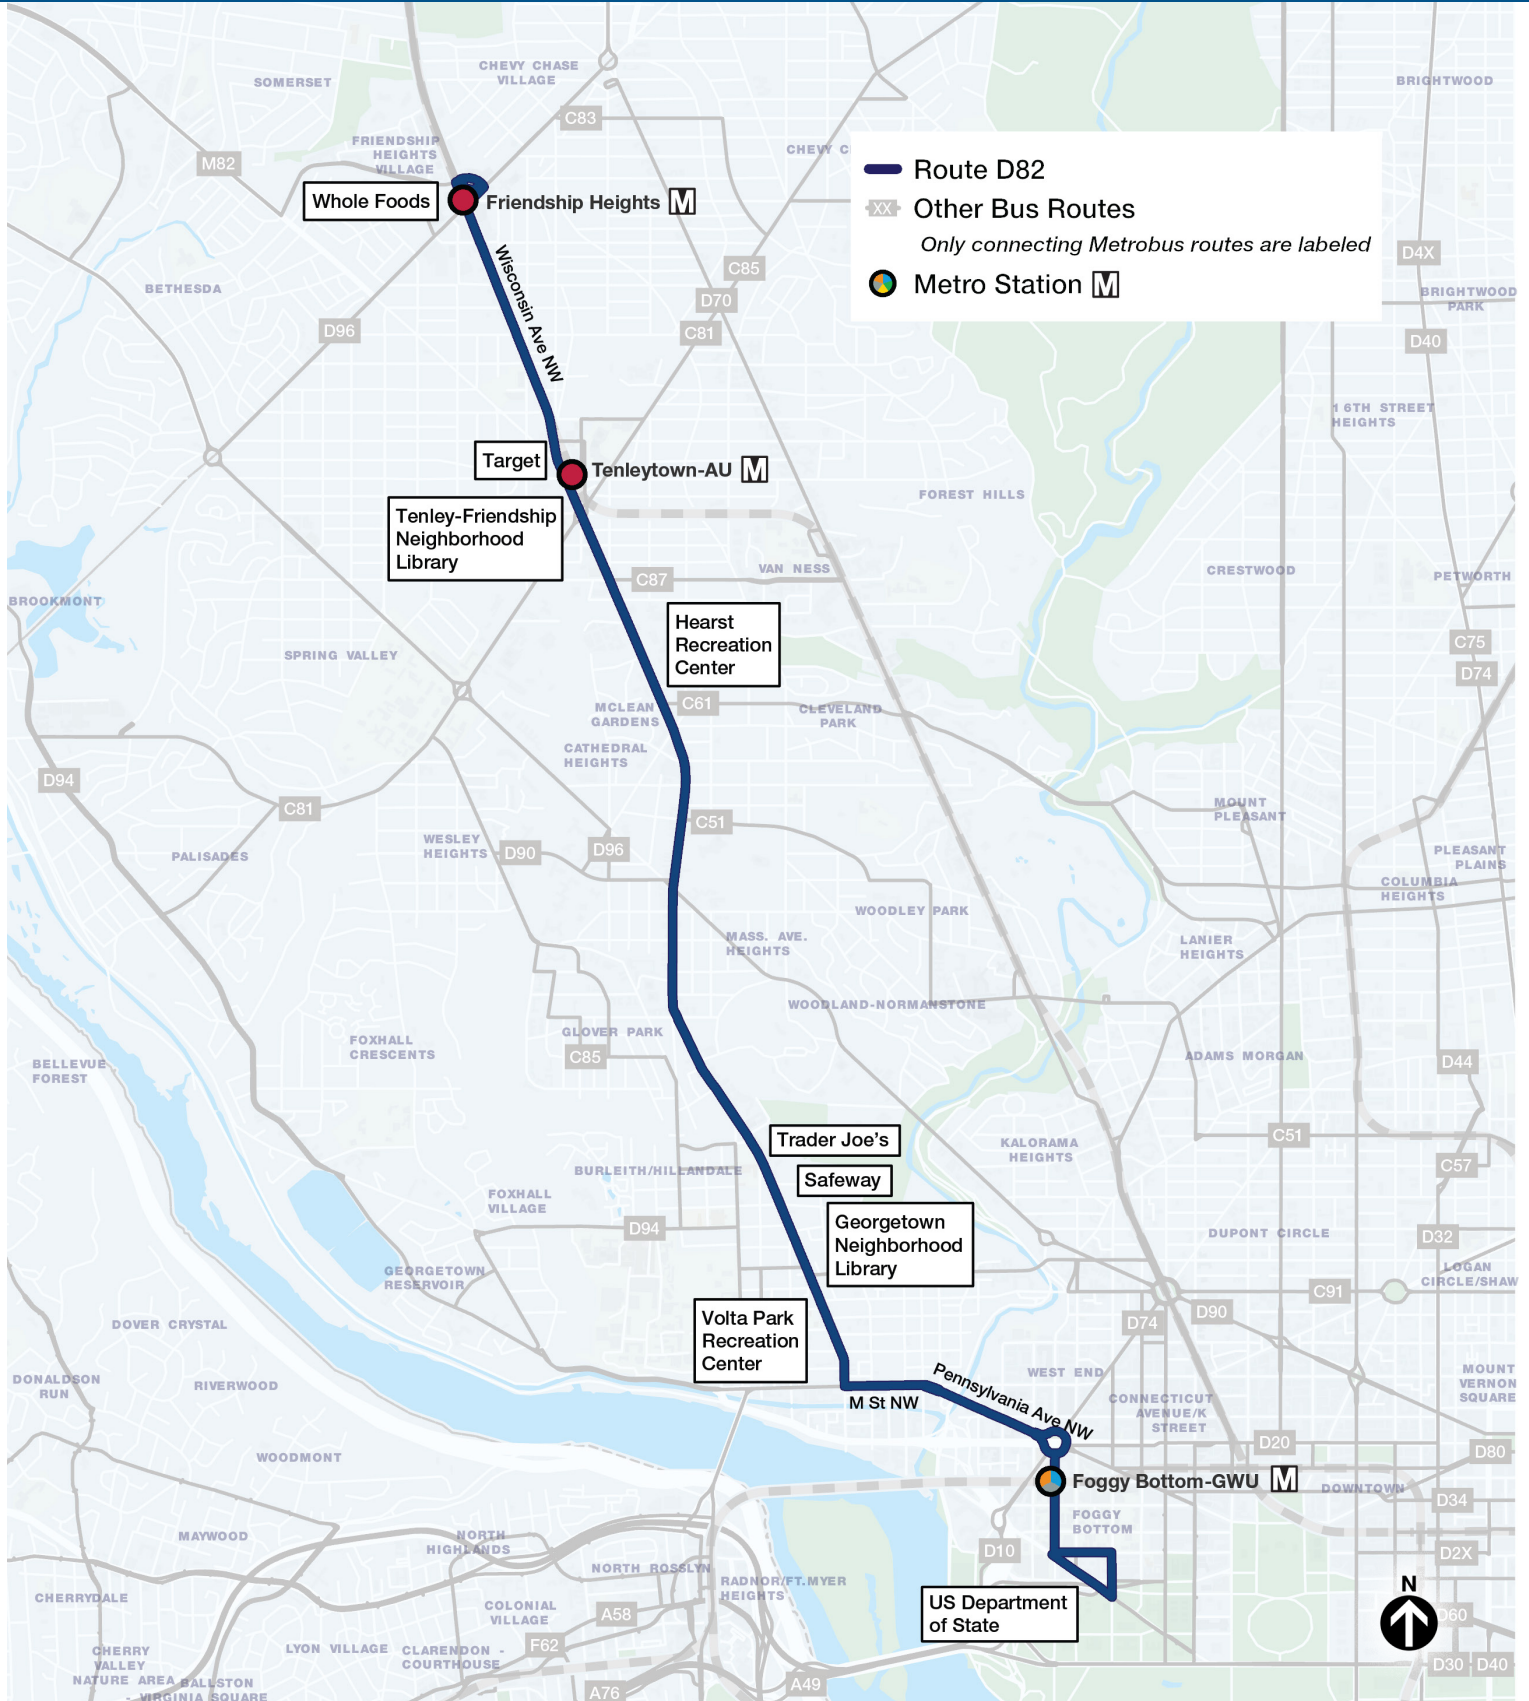 CHEVY CHASE
VILLAGE
SOMERSET
BRIGHTWOOD
C83
FRIENDSHIP
HEIGHTS
VILLAGE
CHEVY C
M82
Route D82
XX Other Bus Routes
Only connecting Metrobus routes are labeled
Metro Station M
Whole Foods
Friendship Heights M
Wisconsin Ave NW
D4X
C85
BETHESDA
D70
BRIGHTWOOD
PARK
D96
C81
D40
16TH STREET
HEIGHTS
Target
Tenleytown-AU M
FOREST HILLS
Tenley-Friendship
Neighborhood
Library
VAN NESS
C87
CRESTWOOD
PETWORTH
BROOKMONT
Hearst
Recreation
Center
C75
D74
SPRING VALLEY
C61
MCLEAN
GARDENS
CLEVELAND
PARK
CATHEDRAL
HEIGHTS
D94
C81
MOUNT
PLEASANT
C51
WESLEY
HEIGHTS
D90
D96
PALISADES
PLEASANT
PLAINS
COLUMBIA
HEIGHTS
WOODLEY PARK
MASS. AVE.
HEIGHTS
LANIER
HEIGHTS
WOODLAND-NORMANSTONE
GLOVER PARK
C85
FOXHALL
CRESCENTS
BELLEVUE
FOREST
ADAMS MORGAN
D44
Trader Joe's
C51
KALORAMA
HEIGHTS
C57
BURLEITH/HILLANDALE
Safeway
FOXHALL
VILLAGE
Georgetown
Neighborhood
Library
D94
DUPONT CIRCLE
D32
GEORGETOWN
RESERVOIR
LOGAN
CIRCLE/SHAW
C91
Volta Park
Recreation
Center
D90
D74
DOVER CRYSTAL
DONALDSON
RUN
RIVERWOOD
M St NW
Pennsylvania Ave NW
WEST END
MOUNT
VERNON
SQUARE
CONNECTICUT
AVENUE/K
STREET
D20
D80
WOODMONT
Foggy Bottom-GWU M
DOWNTOWN
D34
FOGGY
BOTTOM
MAYWOOD
NORTH
HIGHLANDS
D10
D2X
NORTH ROSSLYN
RADNOR/FT.MYER
HEIGHTS
CHERRYDALE
US Department
of State
N
COLONIAL
VILLAGE
A58
D60
F62
CHERRY
VALLEY
NATURE AREA
LYON VILLAGE
CLARENDON -
COURTHOUSE
D30
D40
BALLSTON
- VIRGINIA SQUARE
A76
A49